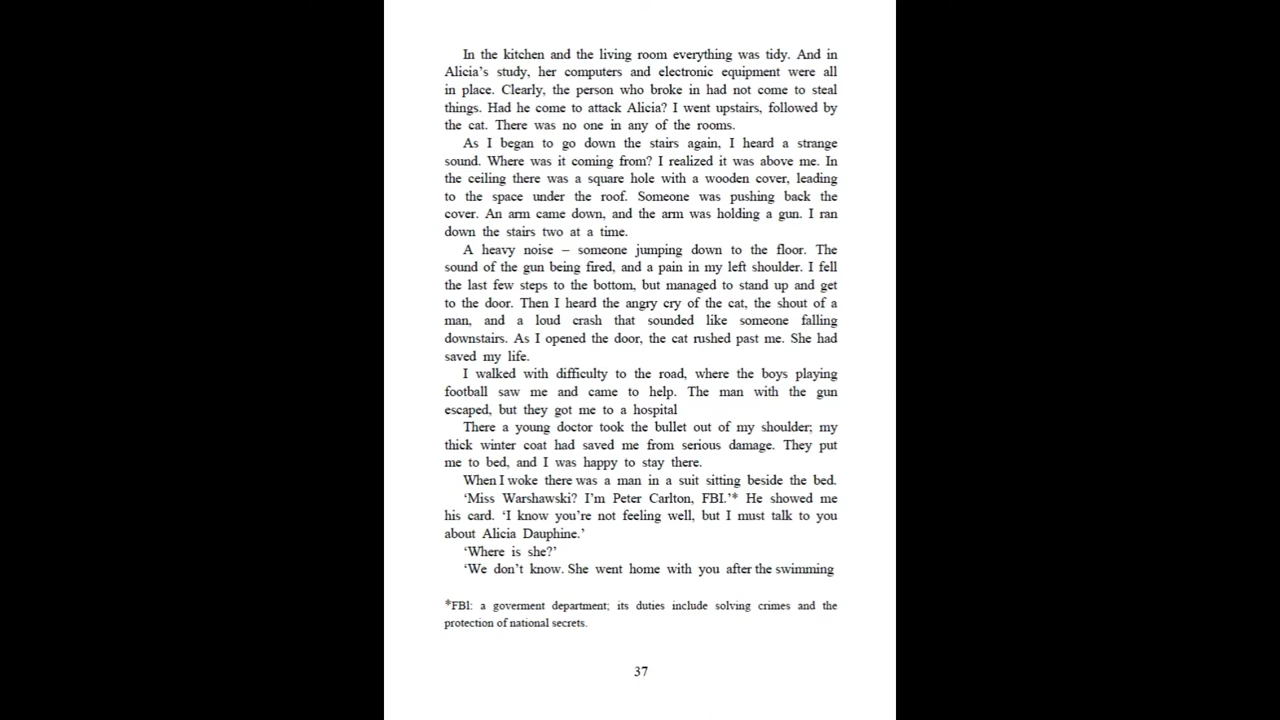 In the kitchen and the living room everything was tidy. And in
Alicia's study, her computers and electronic equipment were all
in place. Clearly, the person who broke in had not come to steal
things. Had he come to attack Alicia? I went upstairs, followed by
the cat. There was no one in any of the rooms.
As I began to go down the stairs again, I heard a strange
sound. Where was it coming from? I realized it was above me. In
the ceiling there was a square hole with a wooden cover, leading
to the space under the roof. Someone was pushing back the
cover. An arm came down, and the arm was holding a gun. I ran
down the stairs two at a time.
A heavy noise – someone jumping down to the floor. The
sound of the gun being fired, and a pain in my left shoulder. I fell
the last few steps to the bottom, but managed to stand up and get
to the door. Then I heard the angry cry of the cat, the shout of a
man, and a loud crash that sounded like someone falling
downstairs. As I opened the door, the cat rushed past me. She had
saved my life.
I walked with difficulty to the road, where the boys playing
football saw me and came to help. The man with the gun
escaped, but they got me to a hospital
There a young doctor took the bullet out of my shoulder; my
thick winter coat had saved me from serious damage. They put
me to bed, and I was happy to stay there.
When I woke there was a man in a suit sitting beside the bed.
‘Miss Warshawski? I'm Peter Carlton, FBI.’* He showed me
his card. ‘I know you're not feeling well, but I must talk to you
about Alicia Dauphine.’
‘Where is she?’
‘We don't know. She went home with you after the swimming
*FBI: a goverment department; its duties include solving crimes and the
protection of national secrets.
37